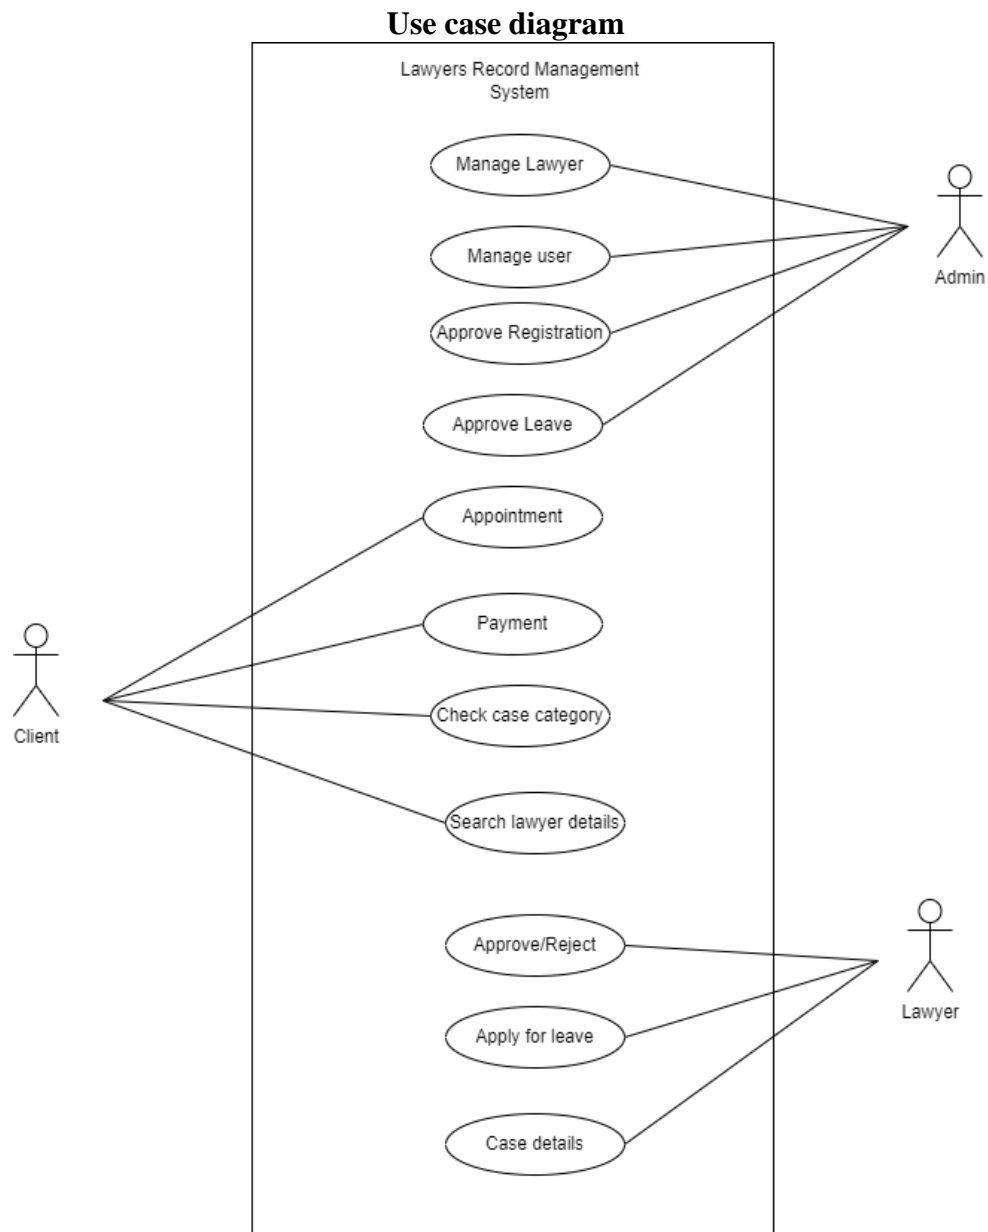 Use case diagram
Lawyers Record Management
System
Manage Lawyer
Manage user
Admin
Approve Registration
Approve Leave
Appointment
Payment
Check case category
Client
Search lawyer details
Approve/Reject
Lawyer
Apply for leave
Case details